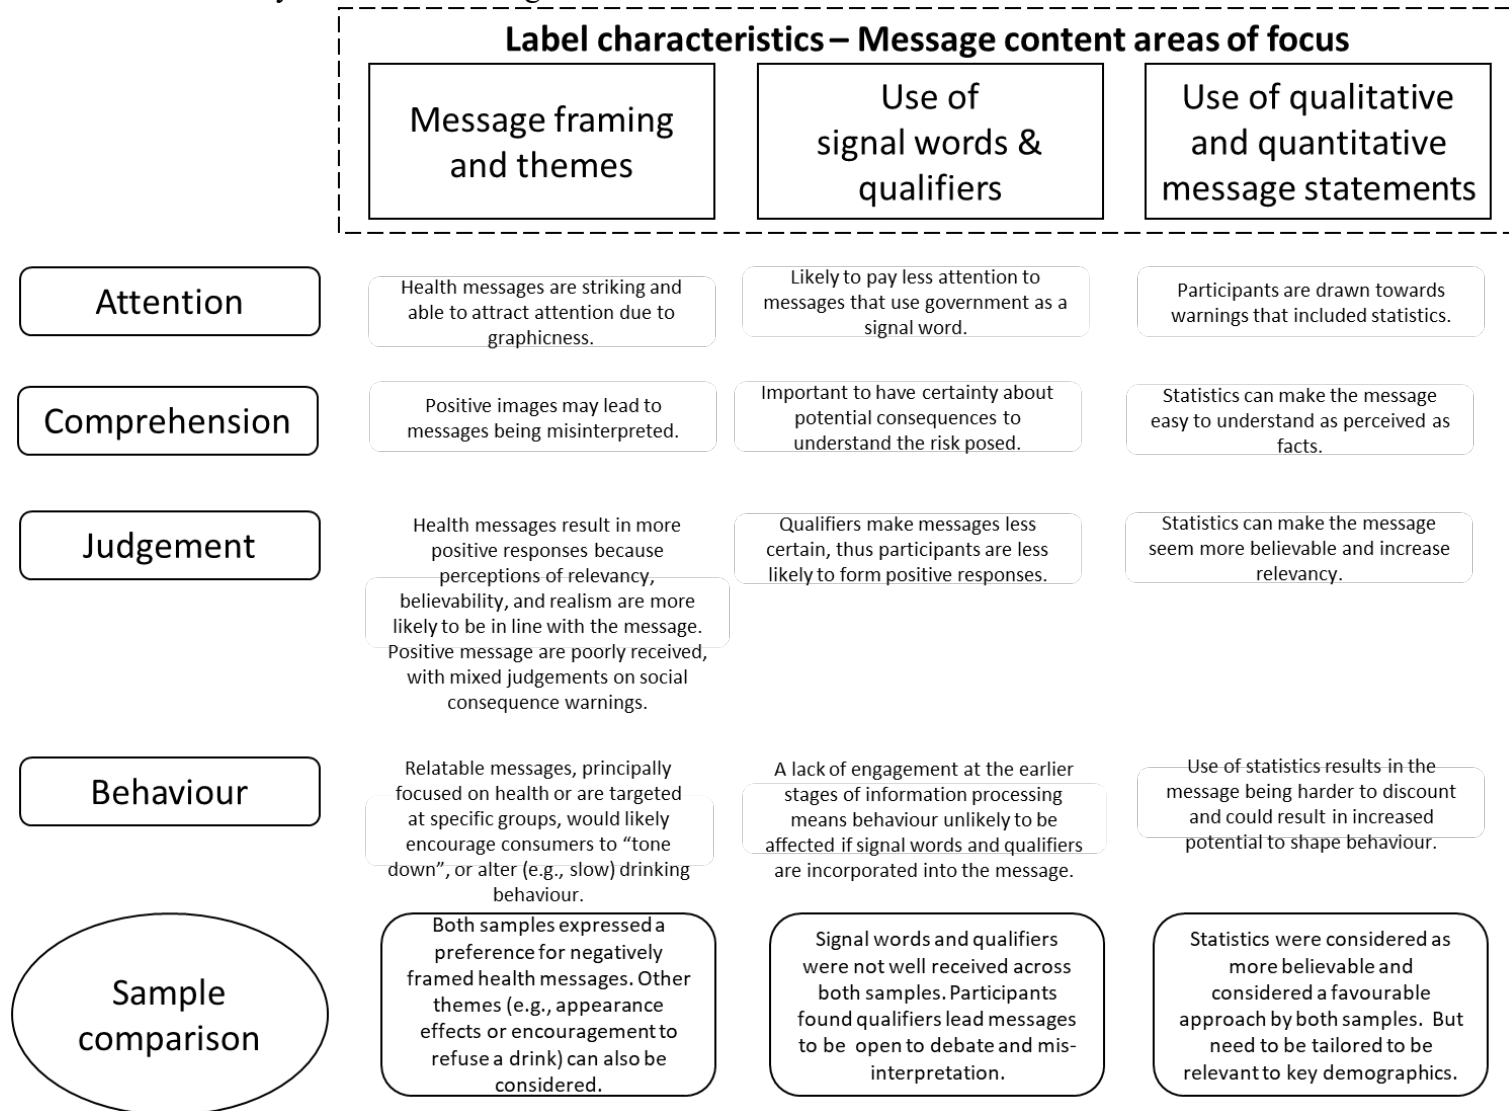 Label characteristics – Message content areas of focus
Message framing
and themes
Use of
signal words &
qualifiers
Use of qualitative
and quantitative
message statements
Attention
Health messages are striking and
able to attract attention due to
graphicness.
Likely to pay less attention to
messages that use government as a
signal word.
Participants are drawn towards
warnings that included statistics.
Comprehension
Positive images may lead to
messages being misinterpreted.
Important to have certainty about
potential consequences to
understand the risk posed.
Statistics can make the message
easy to understand as perceived as
facts.
Judgement
Health messages result in more
positive responses because
perceptions of relevancy,
believability, and realism are more
likely to be in line with the message.
Positive message are poorly received,
with mixed judgements on social
consequence warnings.
Qualifiers make messages less
certain, thus participants are less
likely to form positive responses.
Statistics can make the message
seem more believable and increase
relevancy.
Behaviour
Relatable messages, principally
focused on health or are targeted
at specific groups, would likely
encourage consumers to “tone
down”, or alter (e.g., slow) drinking
behaviour.
A lack of engagement at the earlier
stages of information processing
means behaviour unlikely to be
affected if signal words and qualifiers
are incorporated into the message.
Use of statistics results in the
message being harder to discount
and could result in increased
potential to shape behaviour.
Sample
comparison
Both samples expressed a
preference for negatively
framed health messages. Other
themes (e.g., appearance
effects or encouragement to
refuse a drink) can also be
considered.
Signal words and qualifiers
were not well received across
both samples. Participants
found qualifiers lead messages
to be open to debate and mis-
interpretation.
Statistics were considered as
more believable and
considered a favourable
approach by both samples. But
need to be tailored to be
relevant to key demographics.